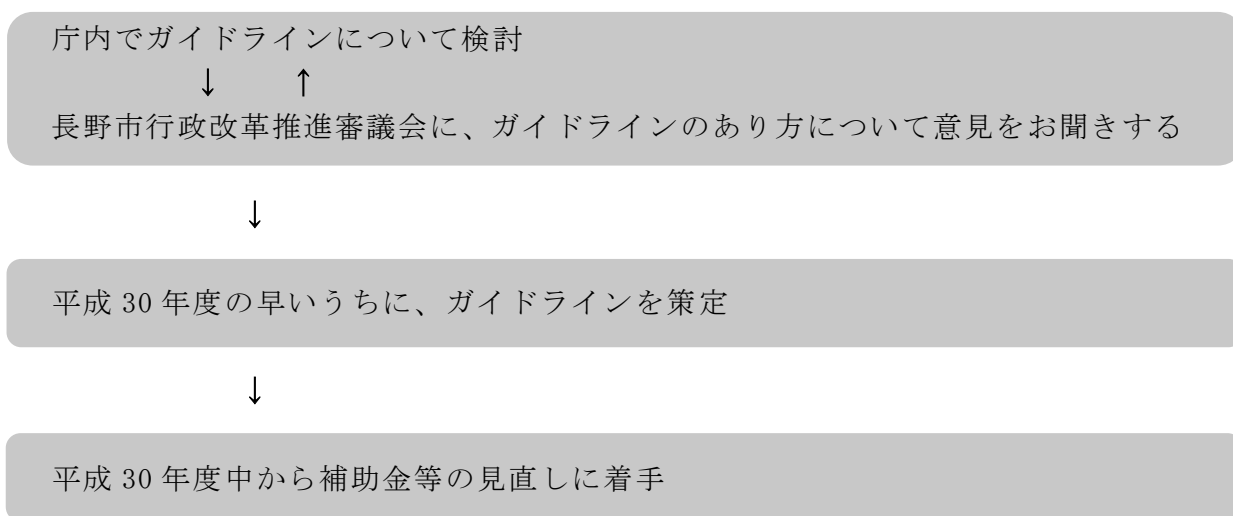 庁内でガイドラインについて検討
↓ ↑
長野市行政改革推進審議会に、ガイドラインのあり方について意見をお聞きする
↓
平成 30 年度の早いうちに、ガイドラインを策定
↓
平成 30 年度中から補助金等の見直しに着手